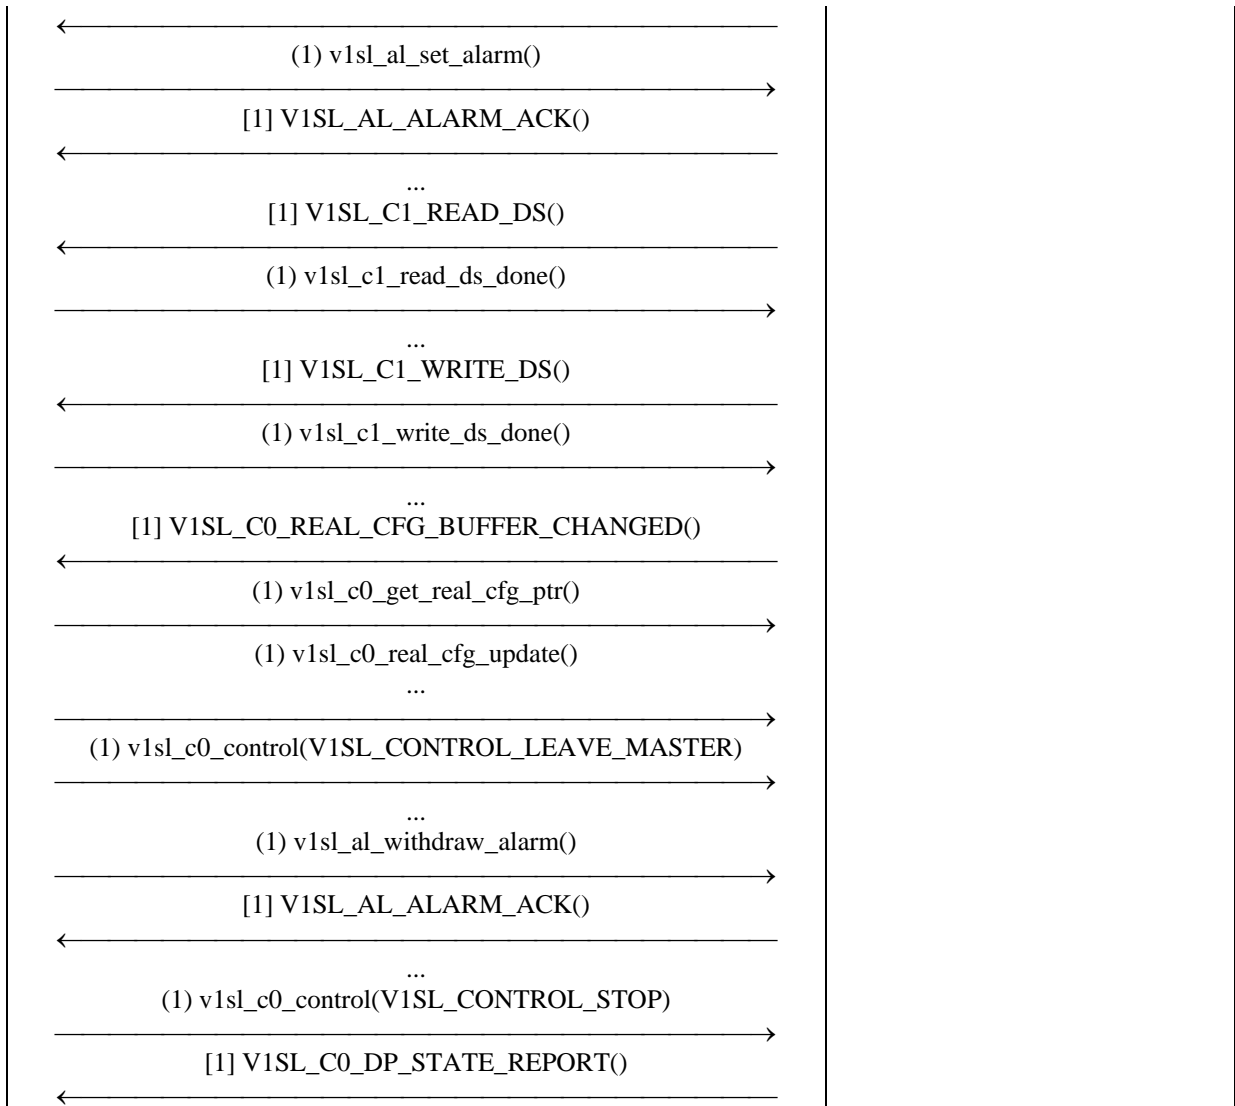 (1) v1sl_al_set_alarm()
[1] V1SL_AL_ALARM_ACK()
...
[1] V1SL_C1_READ_DS()
(1) v1sl_c1_read_ds_done()
...
[1] V1SL_C1_WRITE_DS()
(1) v1sl_c1_write_ds_done()
...
[1] V1SL_C0_REAL_CFG_BUFFER_CHANGED()
(1) v1sl_c0_get_real_cfg_ptr()
(1) v1sl_c0_real_cfg_update()
...
(1) v1sl_c0_control(V1SL_CONTROL_LEAVE_MASTER)
...
(1) v1sl_al_withdraw_alarm()
[1] V1SL_AL_ALARM_ACK()
...
(1) v1sl_c0_control(V1SL_CONTROL_STOP)
[1] V1SL_C0_DP_STATE_REPORT()